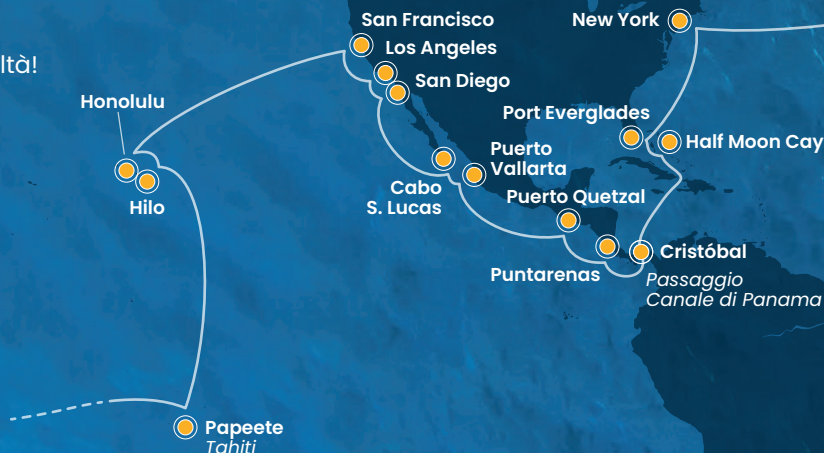 San Francisco
New York
Los Angeles
ltà!
San Diego
Honolulu
Port Everglades
Half Moon Cay
Puerto
Vallarta
Cabo
S. Lucas
Puerto Quetzal
Hilo
Cristóbal
Puntarenas
Passaggio
Canale di Panama
Papeete
Tahiti